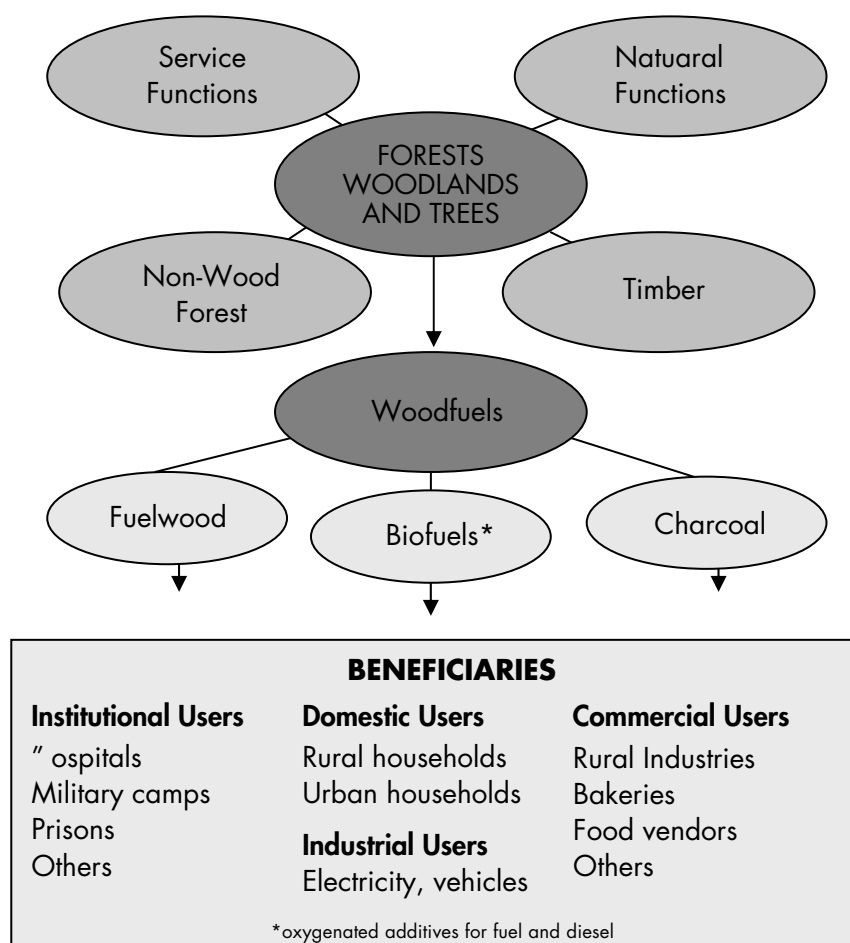 Service
Functions
Natuaral
Functions
FORESTS
WOODLANDS
AND TREES
Non-Wood
Forest
Timber
Woodfuels
Fuelwood
Biofuels*
Charcoal
BENEFICIARIES
Institutional Users
” ospitals
Military camps
Prisons
Others
Domestic Users
Rural households
Urban households
Industrial Users
Electricity, vehicles
Commercial Users
Rural Industries
Bakeries
Food vendors
Others
*oxygenated additives for fuel and diesel